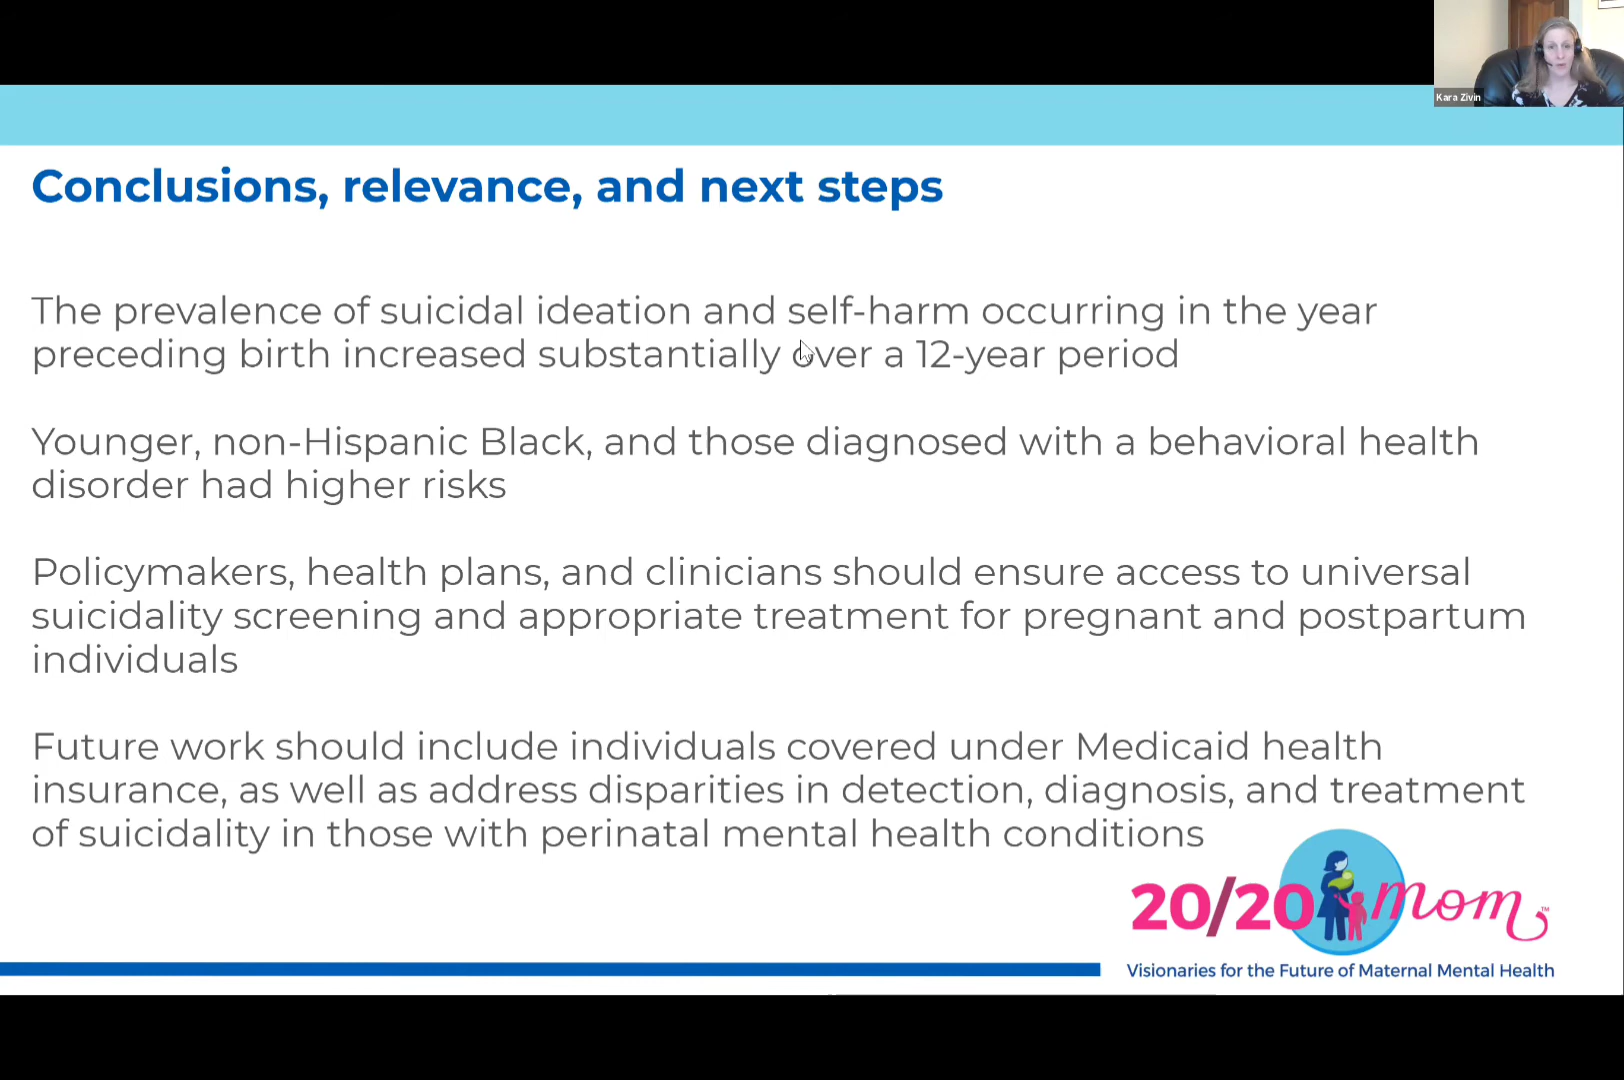 Kara Zivin
Conclusions, relevance, and next steps
The prevalence of suicidal ideation and self-harm occurring in the year
preceding birth increased substantially over a 12-year period
Younger, non-Hispanic Black, and those diagnosed with a behavioral health
disorder had higher risks
Policymakers, health plans, and clinicians should ensure access to universal
suicidality screening and appropriate treatment for pregnant and postpartum
individuals
Future work should include individuals covered under Medicaid health
insurance, as well as address disparities in detection, diagnosis, and treatment
of suicidality in those with perinatal mental health conditions
20/20 mom ™
Visionaries for the Future of Maternal Mental Health